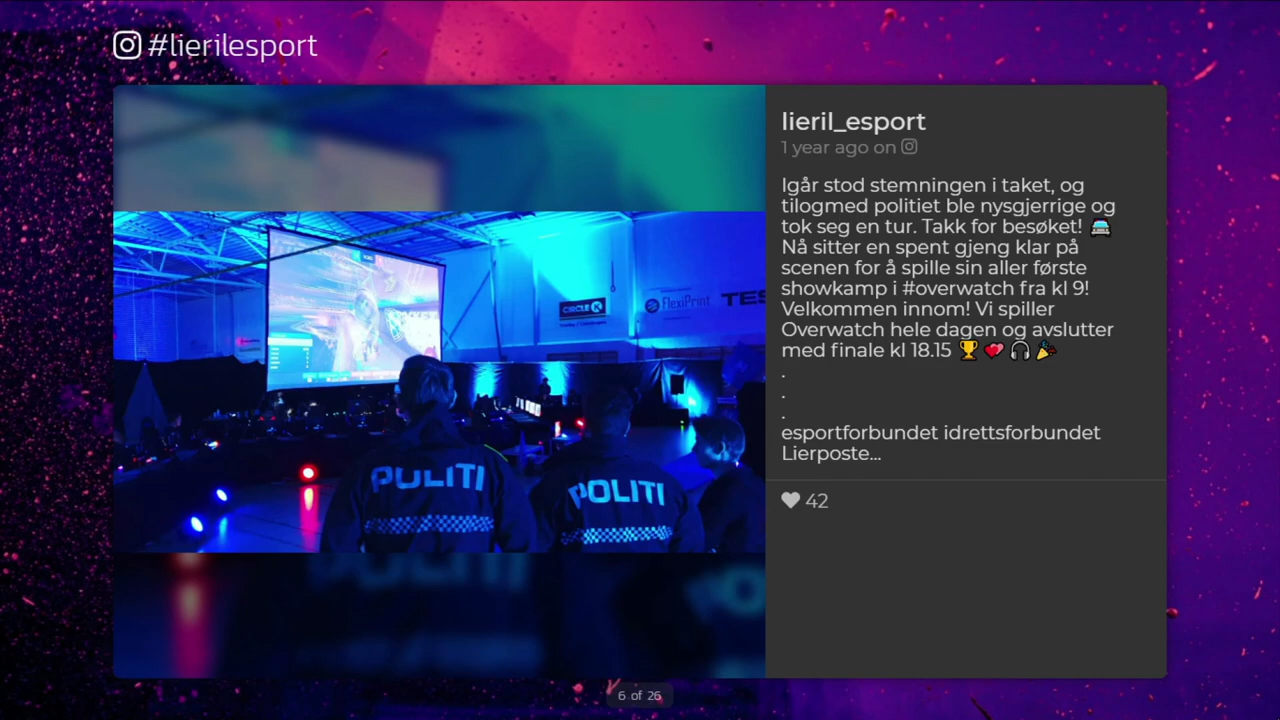 #lierilesport
CIRCLE K
FlexiPrint
TES
POLITI
POLITI
lieril_esport
1 year ago on
Igår stod stemningen i taket, og
tilogmed politiet ble nysgjerrige og
tok seg en tur. Takk for besøket! 🚔
Nå sitter en spent gjeng klar på
scenen for å spille sin aller første
showkamp i #overwatch fra kl 9!
Velkommen innom! Vi spiller
Overwatch hele dagen og avslutter
med finale kl 18.15 🏆💕🎧🎉
.
.
.
esportforbundet idrettsforbundet
Lierposte...
42
6 of 26